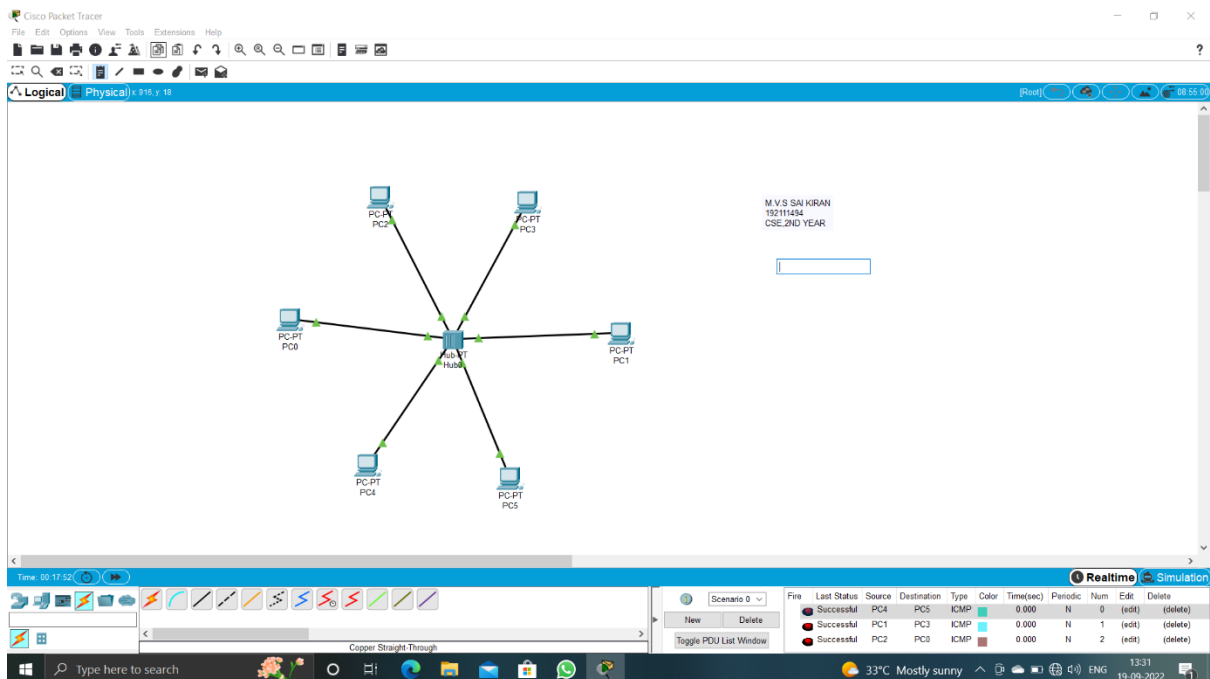 Cisco Packet Tracer
File Edit Options View Tools Extensions Help
?
Logical Physical x: 916, y: 18 [Root] 08:55:00
M.V.S SAI KIRAN
192111494
CSE,2ND YEAR
PC-PT
PC2
PC-PT
PC3
PC-PT
PC0
Hub-PT
Hub0
PC-PT
PC1
PC-PT
PC4
PC-PT
PC5
Time: 00:17:52 Realtime Simulation
Scenario 0
New Delete
Toggle PDU List Window
Fire Last Status Source Destination Type Color Time(sec) Periodic Num Edit Delete
Successful PC4 PC5 ICMP 0.000 N 0 (edit) (delete)
Successful PC1 PC3 ICMP 0.000 N 1 (edit) (delete)
Successful PC2 PC0 ICMP 0.000 N 2 (edit) (delete)
Copper Straight-Through
Type here to search 33°C Mostly sunny ENG 13:31
19-09-2022